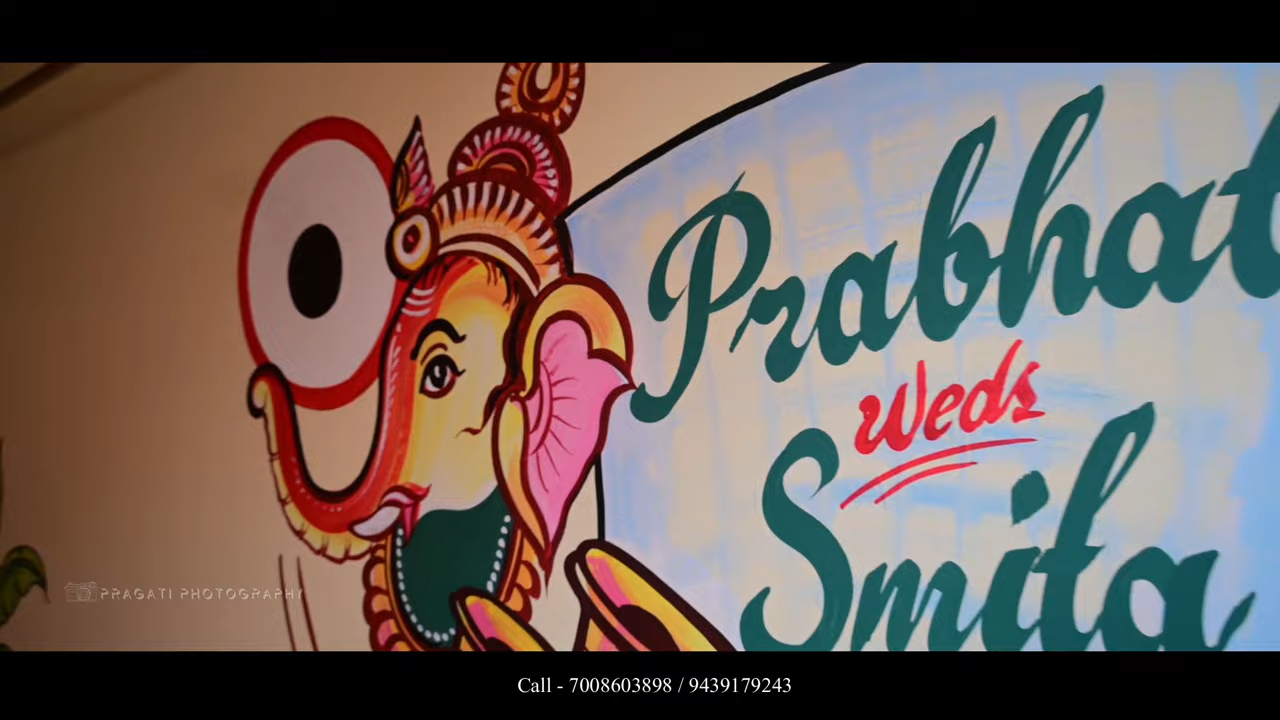 Prabhat
Weds
Smita
PRAGATI PHOTOGRAPHY
Call - 7008603898 / 9439179243